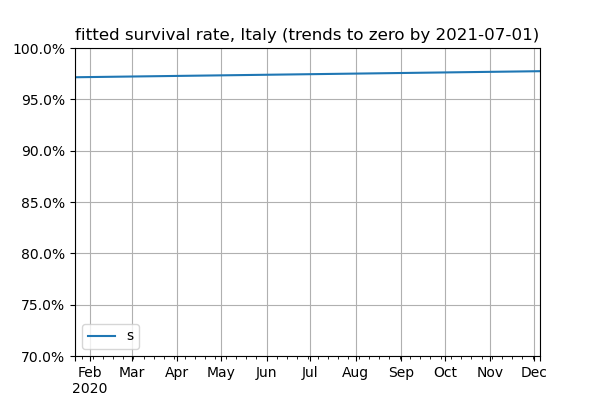 fitted survival rate, Italy (trends to zero by 2021-07-01)
100.0%
95.0%
90.0%
85.0%
80.0%
75.0%
70.0%
s
Feb Mar Apr May Jun Jul Aug Sep Oct Nov Dec
2020